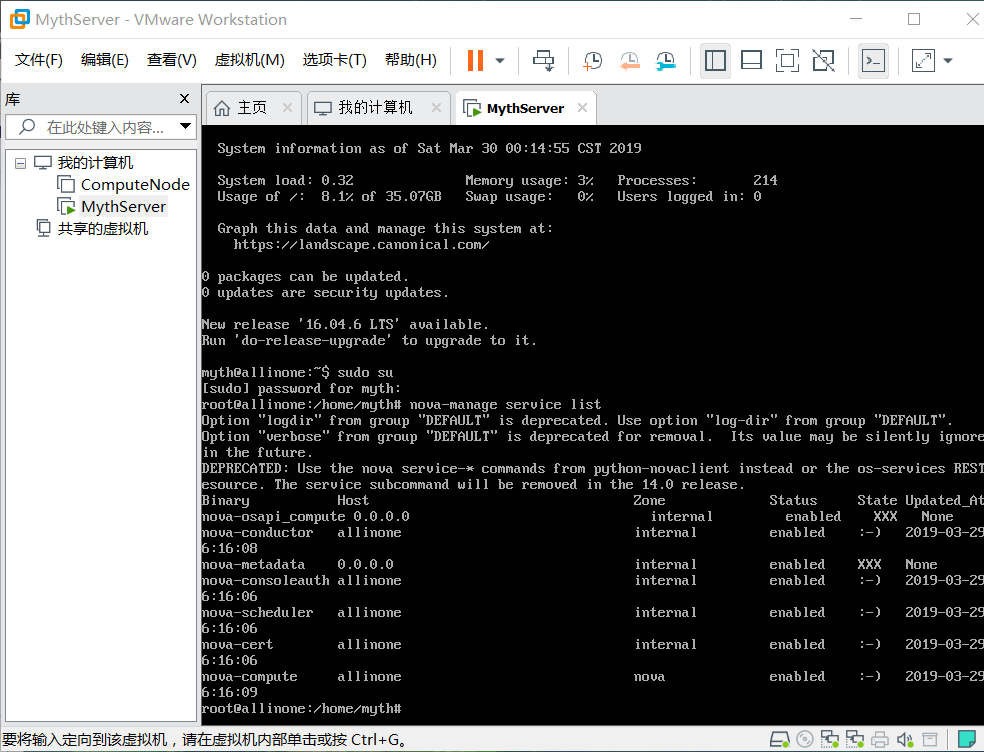 MythServer - VMware Workstation
文件(F) 编辑(E) 查看(V) 虚拟机(M) 选项卡(T) 帮助(H)
库
在此处键入内容...
我的计算机
ComputeNode
MythServer
共享的虚拟机
主页 我的计算机 MythServer
System information as of Sat Mar 30 00:14:55 CST 2019
System load: 0.32 Memory usage: 3% Processes: 214
Usage of /: 8.1% of 35.07GB Swap usage: 0% Users logged in: 0
Graph this data and manage this system at:
https://landscape.canonical.com/
0 packages can be updated.
0 updates are security updates.
New release '16.04.6 LTS' available.
Run 'do-release-upgrade' to upgrade to it.
myth@allinone:~$ sudo su
[sudo] password for myth:
root@allinone:/home/myth# nova-manage service list
Option "logdir" from group "DEFAULT" is deprecated. Use option "log-dir" from group "DEFAULT".
Option "verbose" from group "DEFAULT" is deprecated for removal.  Its value may be silently ignore
in the future.
DEPRECATED: Use the nova service-* commands from python-novaclient instead or the os-services REST
esource. The service subcommand will be removed in the 14.0 release.
Binary Host Zone Status State Updated_At
nova-osapi_compute 0.0.0.0 internal enabled XXX None
nova-conductor allinone internal enabled :-) 2019-03-29
6:16:08
nova-metadata 0.0.0.0 internal enabled XXX None
nova-consoleauth allinone internal enabled :-) 2019-03-29
6:16:06
nova-scheduler allinone internal enabled :-) 2019-03-29
6:16:06
nova-cert allinone internal enabled :-) 2019-03-29
6:16:06
nova-compute allinone nova enabled :-) 2019-03-29
6:16:09
root@allinone:/home/myth#
要将输入定向到该虚拟机，请在虚拟机内部单击或按 Ctrl+G。